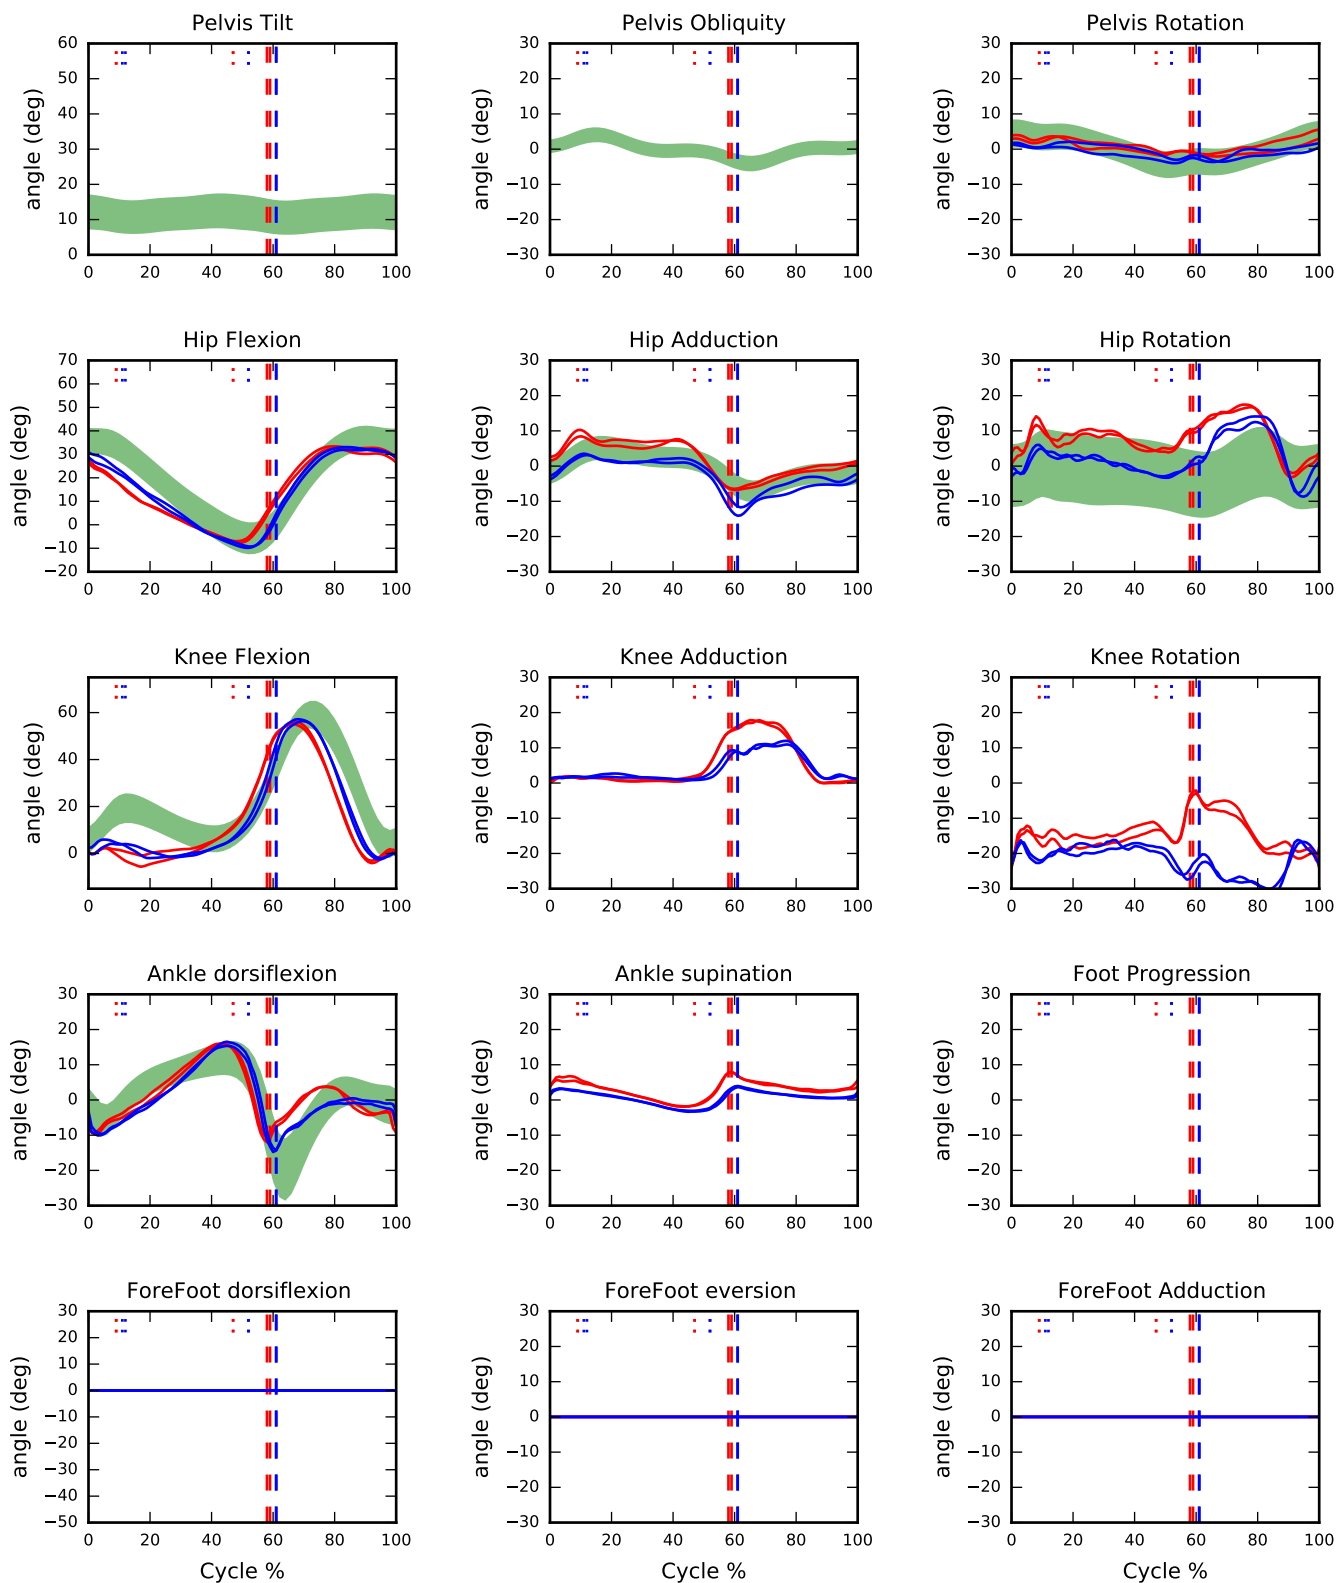 Pelvis Tilt
angle (deg)
60
50
40
30
20
10
0
0 20 40 60 80 100
Pelvis Obliquity
angle (deg)
30
20
10
0
−10
−20
−30
0 20 40 60 80 100
Pelvis Rotation
angle (deg)
30
20
10
0
−10
−20
−30
0 20 40 60 80 100
Hip Flexion
angle (deg)
70
60
50
40
30
20
10
0
−10
−20
0 20 40 60 80 100
Hip Adduction
angle (deg)
30
20
10
0
−10
−20
−30
0 20 40 60 80 100
Hip Rotation
angle (deg)
30
20
10
0
−10
−20
−30
0 20 40 60 80 100
Knee Flexion
angle (deg)
60
40
20
0
0 20 40 60 80 100
Knee Adduction
angle (deg)
30
20
10
0
−10
−20
−30
0 20 40 60 80 100
Knee Rotation
angle (deg)
30
20
10
0
−10
−20
−30
0 20 40 60 80 100
Ankle dorsiflexion
angle (deg)
30
20
10
0
−10
−20
−30
0 20 40 60 80 100
Ankle supination
angle (deg)
30
20
10
0
−10
−20
−30
0 20 40 60 80 100
Foot Progression
angle (deg)
30
20
10
0
−10
−20
−30
0 20 40 60 80 100
ForeFoot dorsiflexion
angle (deg)
30
20
10
0
−10
−20
−30
−40
−50
0 20 40 60 80 100
Cycle %
ForeFoot eversion
angle (deg)
30
20
10
0
−10
−20
−30
0 20 40 60 80 100
Cycle %
ForeFoot Adduction
angle (deg)
30
20
10
0
−10
−20
−30
0 20 40 60 80 100
Cycle %